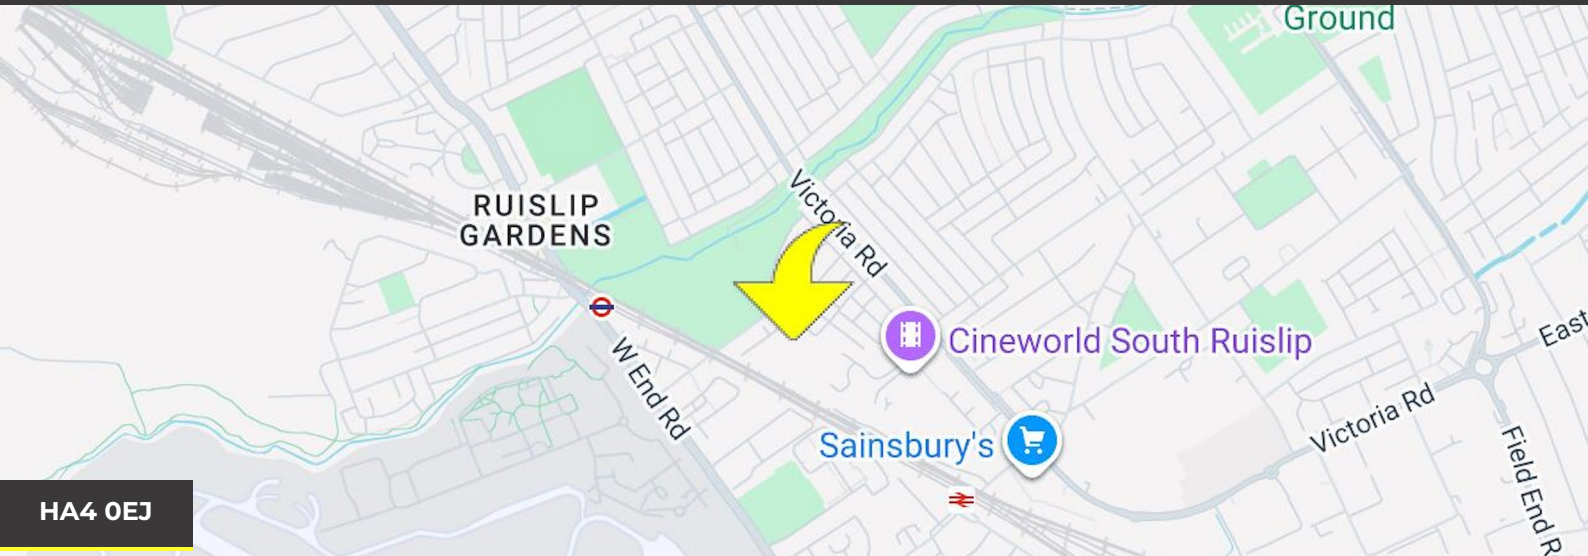 Ground
Victoria Rd
RUISLIP
GARDENS
Cineworld South Ruislip
W End Rd
East
Victoria Rd
Sainsbury's
Field End R
HA4 0EJ